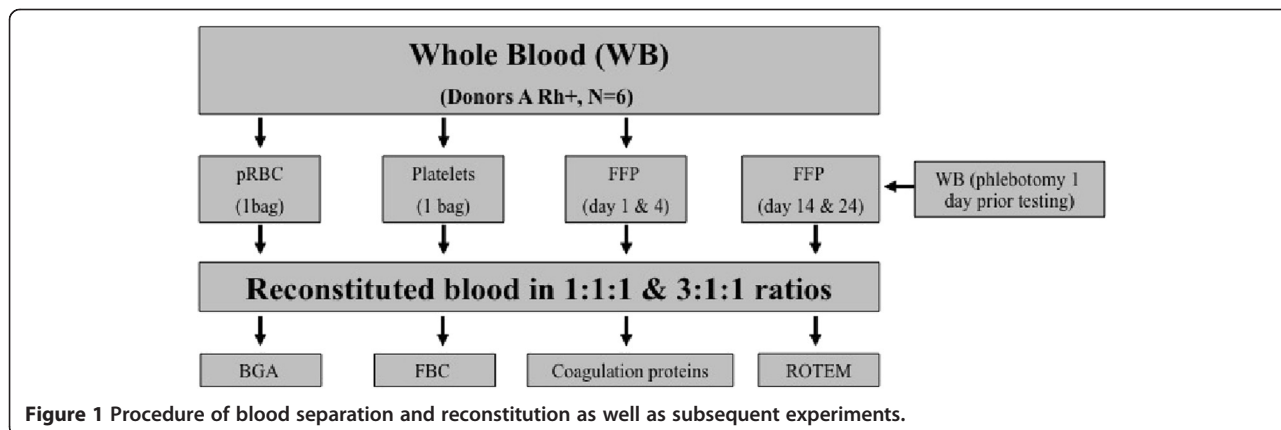 Whole Blood (WB)
(Donors A Rh+, N=6)
pRBC
(1bag)
Platelets
(1 bag)
FFP
(day 1 & 4)
FFP
(day 14 & 24)
WB (phlebotomy 1
day prior testing)
Reconstituted blood in 1:1:1 & 3:1:1 ratios
BGA
FBC
Coagulation proteins
ROTEM
Figure 1 Procedure of blood separation and reconstitution as well as subsequent experiments.